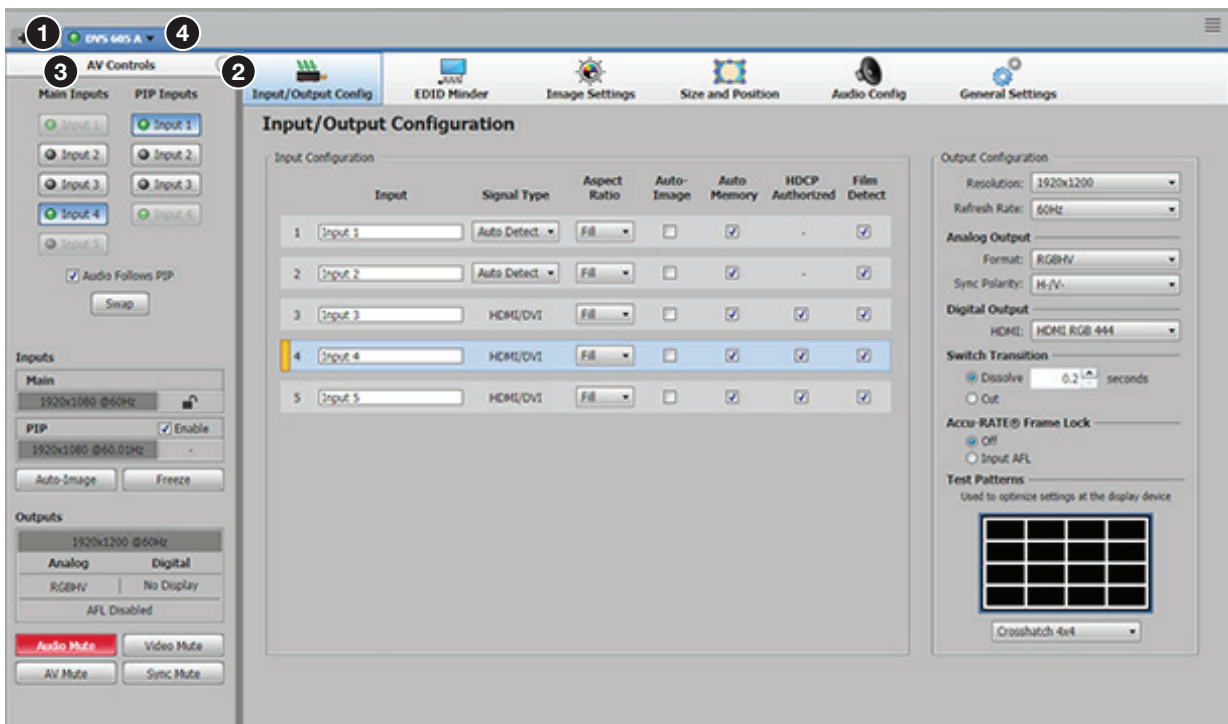 1 DVS 605 A 4
3 AV Controls
2 Input/Output Config
EDID Minder
Image Settings
Size and Position
Audio Config
General Settings
Main Inputs PIP Inputs
Input 1 Input 1
Input 2 Input 2
Input 3 Input 3
Input 4 Input 4
Input 5
Audio Follows PIP
Swap
Inputs
Main
1920x1080 @60Hz
PIP Enable
1920x1080 @60.01Hz -
Auto-Image Freeze
Outputs
1920x1200 @60Hz
Analog Digital
RGBHV No Display
AFL Disabled
Audio Mute Video Mute
AV Mute Sync Mute
Input/Output Configuration
Input Configuration
Input Signal Type Aspect Ratio Auto-Image Auto Memory HDCP Authorized Film Detect
1 Input 1 Auto Detect Fill -
2 Input 2 Auto Detect Fill -
3 Input 3 HDMI/DVI Fill
4 Input 4 HDMI/DVI Fill
5 Input 5 HDMI/DVI Fill
Output Configuration
Resolution: 1920x1200
Refresh Rate: 60Hz
Analog Output
Format: RGBHV
Sync Polarity: H-/V-
Digital Output
HDMI: HDMI RGB 444
Switch Transition
Dissolve 0.2 seconds
Cut
Accu-RATE® Frame Lock
Off
Input AFL
Test Patterns
Used to optimize settings at the display device
Crosshatch 4x4